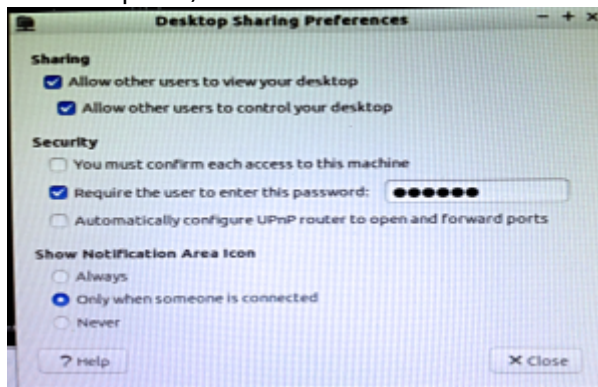 Desktop Sharing Preferences
Sharing
Allow other users to view your desktop
Allow other users to control your desktop
Security
You must confirm each access to this machine
Require the user to enter this password: ●●●●●●
Automatically configure UPnP router to open and forward ports
Show Notification Area Icon
Always
Only when someone is connected
Never
? Help
× Close